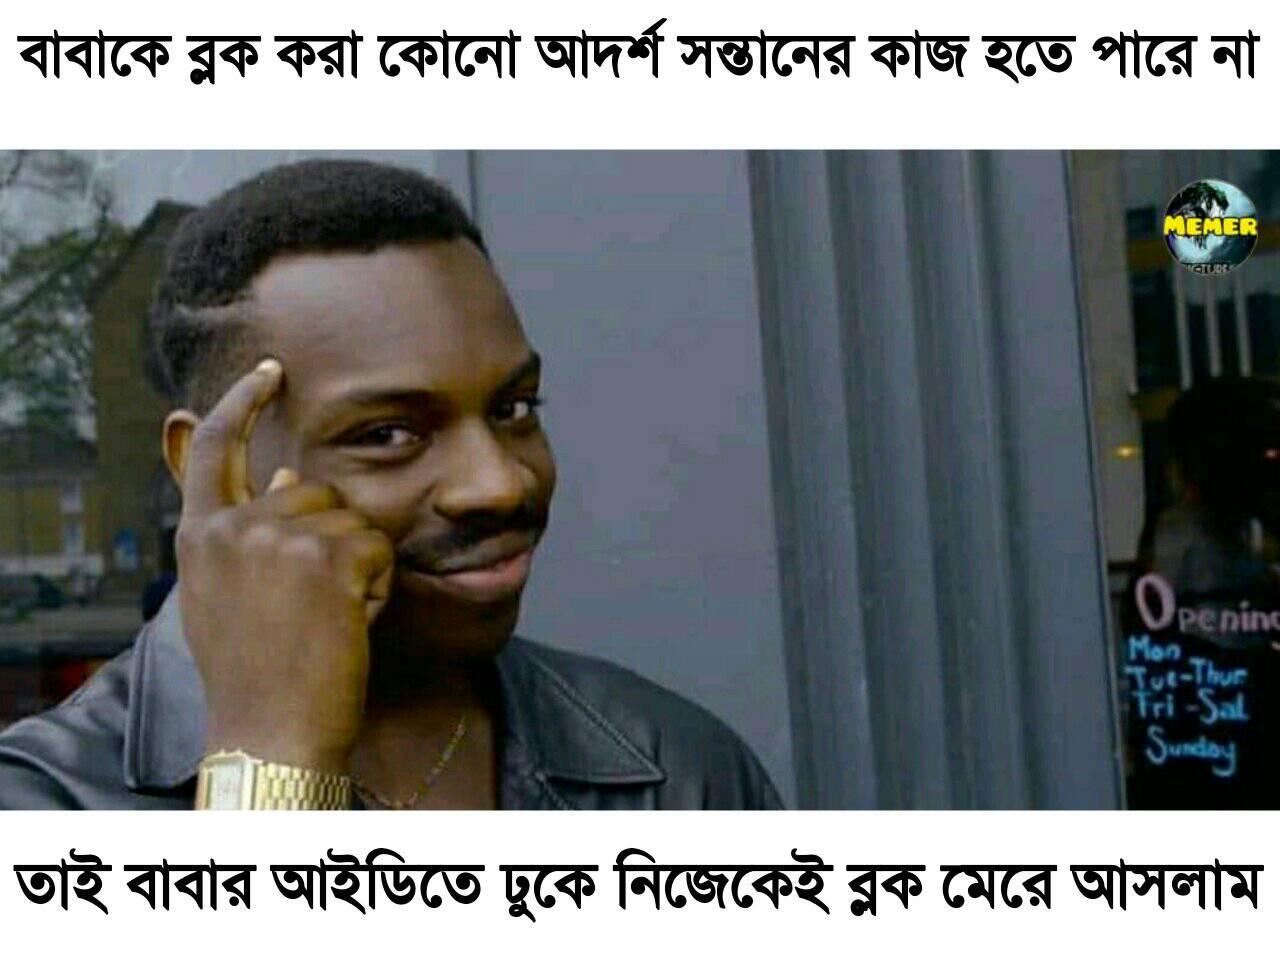 বাবাকে ব্লক করা কোনো আদর্শ সন্তানের কাজ হতে পারে না
MEMER
Opening
Mon
Tue-Thur
Fri-Sat
Sunday
তাই বাবার আইডিতে ঢুকে নিজেকেই ব্লক মেরে আসলাম